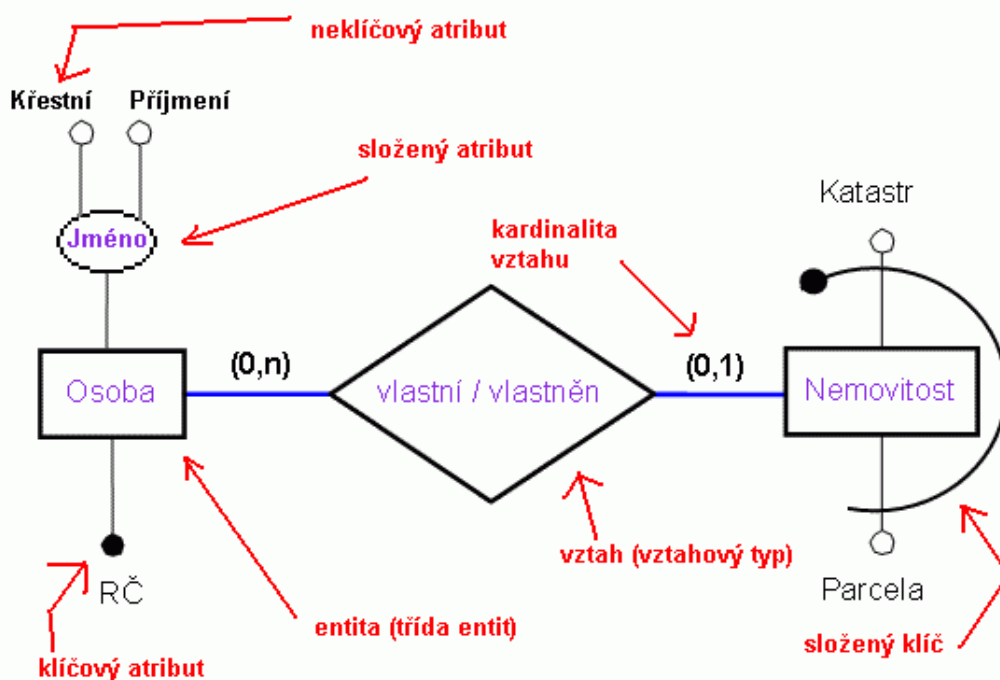 neklíčový atribut
Křestní Příjmení
složený atribut
Katastr
Jméno
kardinalita
vztahu
(0,n)
(0,1)
Osoba
vlastní / vlastněn
Nemovitost
vztah (vztahový typ)
RČ
Parcela
entita (třída entit)
složený klíč
klíčový atribut